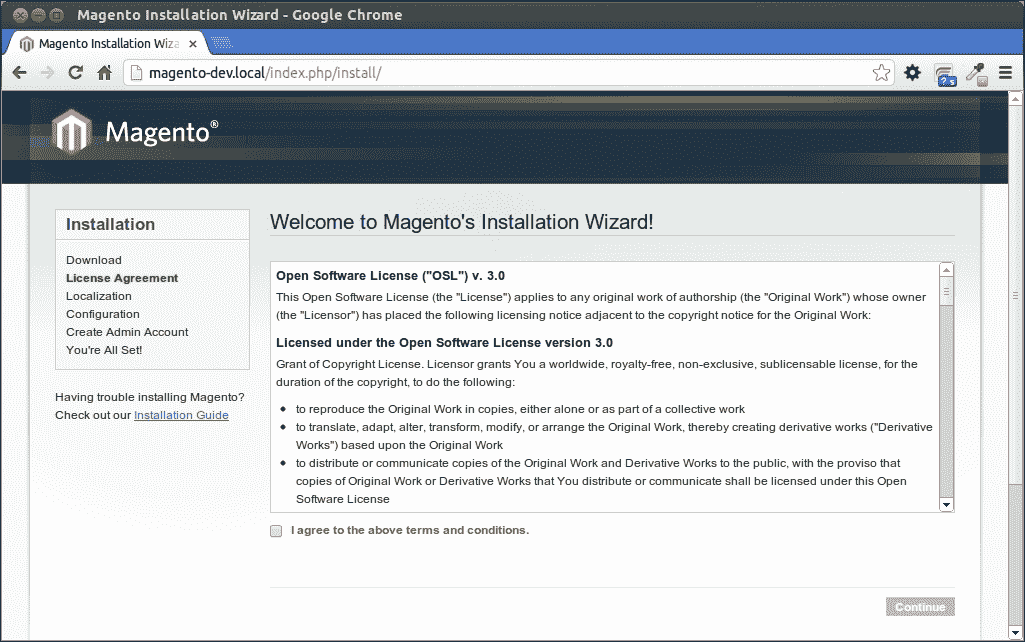 Magento Installation Wizard - Google Chrome
Magento Installation Wiza
magento-dev.local/index.php/install/
Magento®
Installation
Download
License Agreement
Localization
Configuration
Create Admin Account
You're All Set!
Having trouble installing Magento?
Check out our Installation Guide
Welcome to Magento's Installation Wizard!
Open Software License ("OSL") v. 3.0
This Open Software License (the "License") applies to any original work of authorship (the "Original Work") whose owner
(the "Licensor") has placed the following licensing notice adjacent to the copyright notice for the Original Work:
Licensed under the Open Software License version 3.0
Grant of Copyright License. Licensor grants You a worldwide, royalty-free, non-exclusive, sublicensable license, for the
duration of the copyright, to do the following:
• to reproduce the Original Work in copies, either alone or as part of a collective work
• to translate, adapt, alter, transform, modify, or arrange the Original Work, thereby creating derivative works ("Derivative
Works") based upon the Original Work
• to distribute or communicate copies of the Original Work and Derivative Works to the public, with the proviso that
copies of Original Work or Derivative Works that You distribute or communicate shall be licensed under this Open
Software License
I agree to the above terms and conditions.
Continue